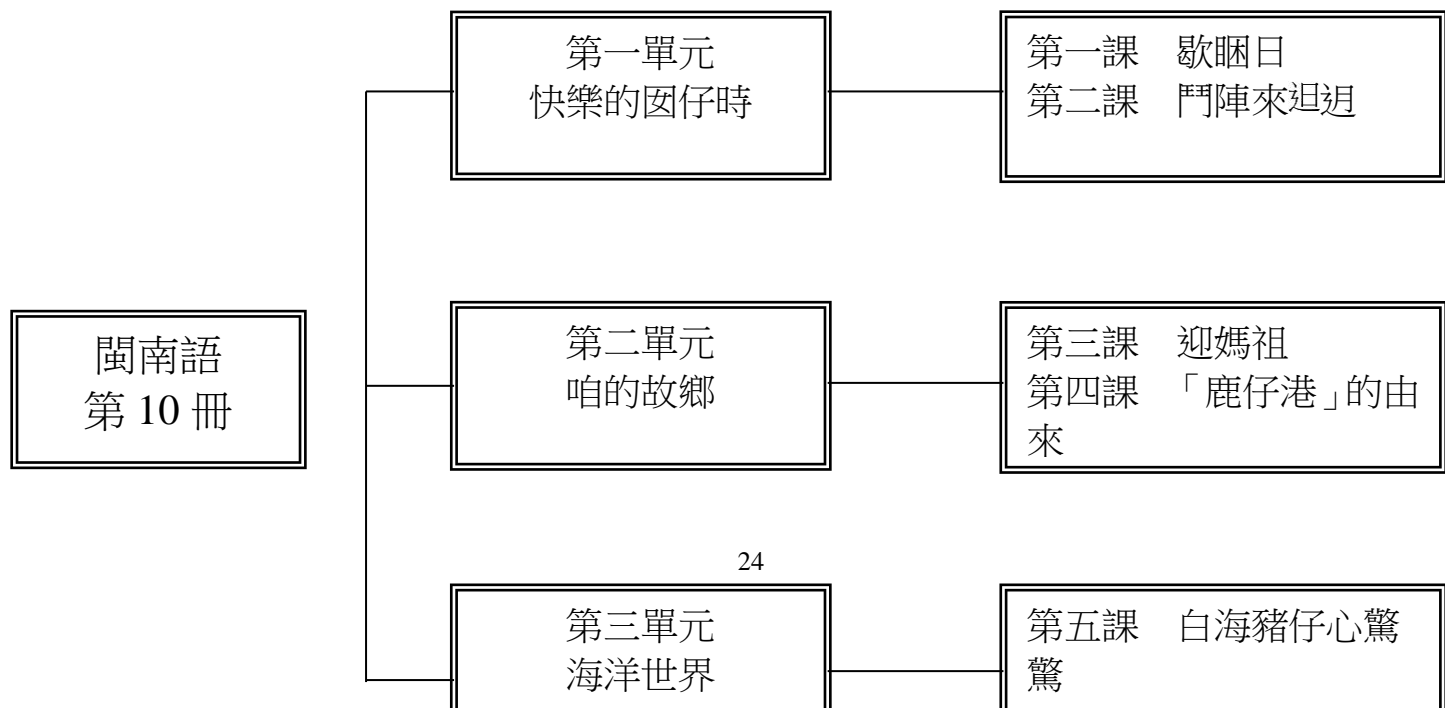 閩南語
第 10 冊
第一單元
快樂的囡仔時
第一課　歇睏日
第二課　鬥陣來𨑨迌
第二單元
咱的故鄉
第三課　迎媽祖
第四課　「鹿仔港」的由
來
24
第三單元
海洋世界
第五課　白海豬仔心驚
驚